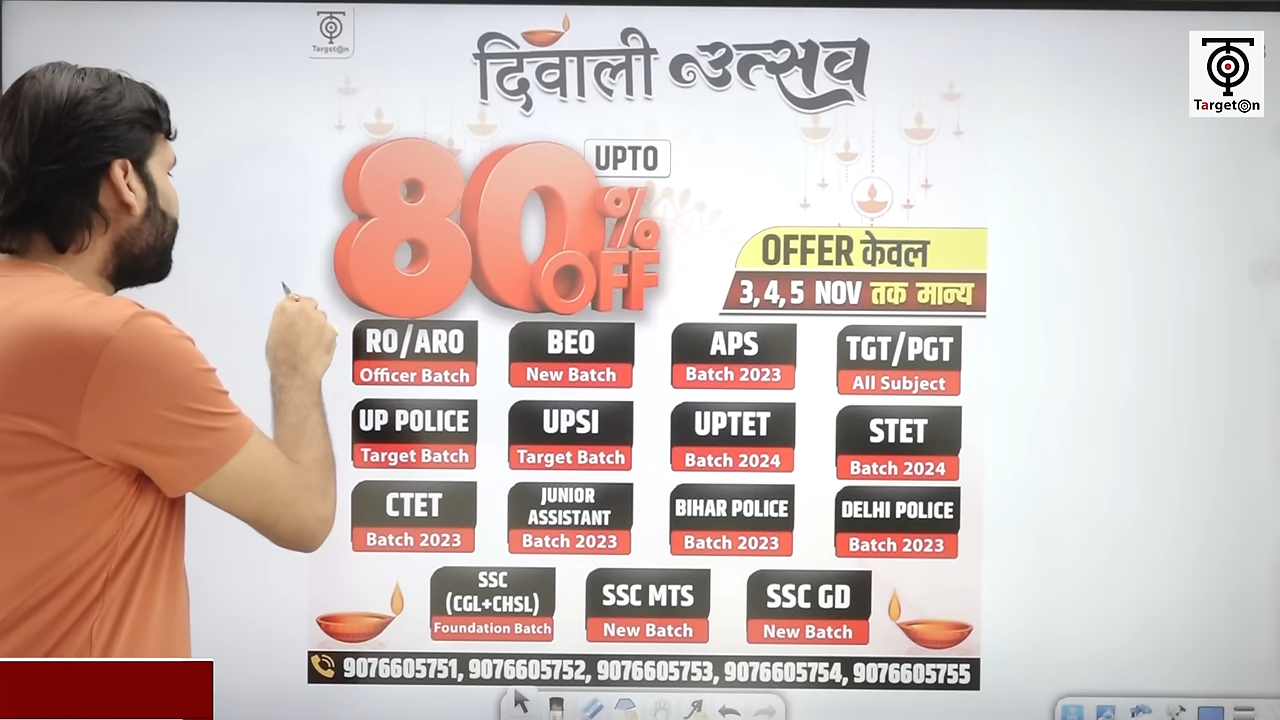 Target@n
दिवाली उत्सव
Target@n
80% OFF
UPTO
OFFER केवल
3, 4, 5 NOV तक मान्य
RO/ARO
Officer Batch
BEO
New Batch
APS
Batch 2023
TGT/PGT
All Subject
UP POLICE
Target Batch
UPSI
Target Batch
UPTET
Batch 2024
STET
Batch 2024
CTET
Batch 2023
JUNIOR
ASSISTANT
Batch 2023
BIHAR POLICE
Batch 2023
DELHI POLICE
Batch 2023
SSC
(CGL+CHSL)
Foundation Batch
SSC MTS
New Batch
SSC GD
New Batch
9076605751, 9076605752, 9076605753, 9076605754, 9076605755